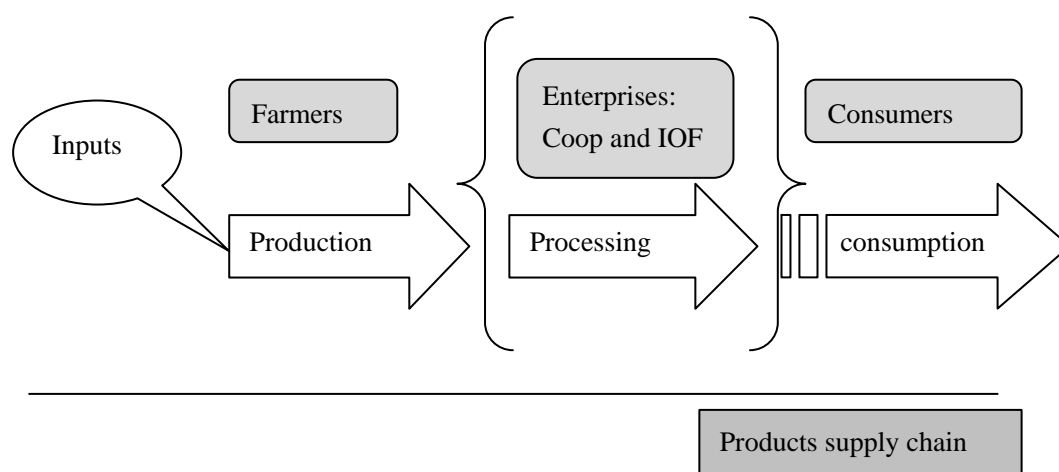 Inputs
Farmers
Enterprises:
Coop and IOF
Consumers
Production
Processing
consumption
Products supply chain